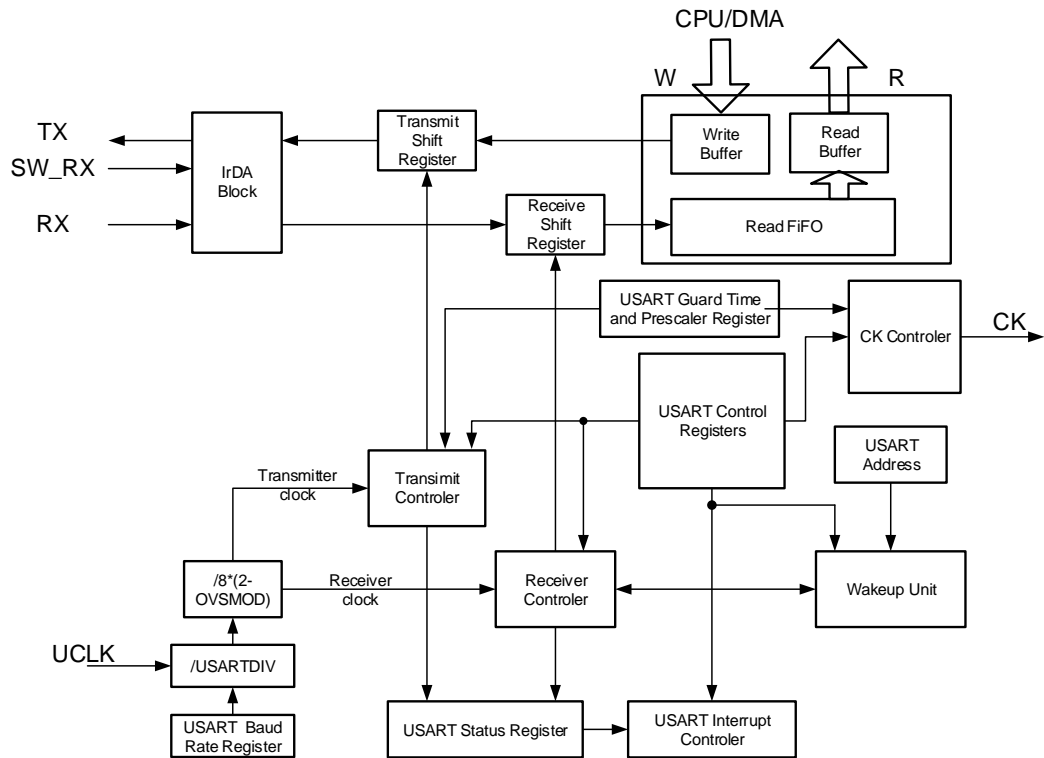 CPU/DMA
W
R
TX
SW_RX
RX
IrDA
Block
Transmit
Shift
Register
Write
Buffer
Read
Buffer
Receive
Shift
Register
Read FiFO
USART Guard Time
and Prescaler Register
CK Controler
CK
USART Control
Registers
USART
Address
Transmitter
clock
Transimit
Controler
/8*(2-
OVSMOD)
Receiver
clock
Receiver
Controler
Wakeup Unit
UCLK
/USARTDIV
USART Baud
Rate Register
USART Status Register
USART Interrupt
Controler